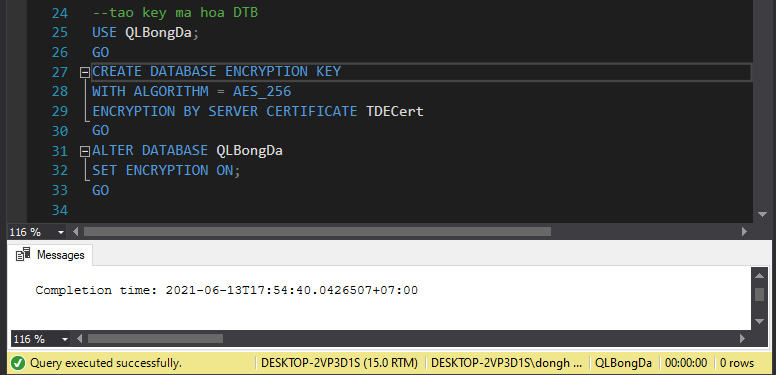 24 --tao key ma hoa DTB
25 USE QLBongDa;
26 GO
27 CREATE DATABASE ENCRYPTION KEY
28 WITH ALGORITHM = AES_256
29 ENCRYPTION BY SERVER CERTIFICATE TDECert
30 GO
31 ALTER DATABASE QLBongDa
32 SET ENCRYPTION ON;
33 GO
34
116 %
Messages
Completion time: 2021-06-13T17:54:40.0426507+07:00
116 %
Query executed successfully. DESKTOP-2VP3D1S (15.0 RTM) DESKTOP-2VP3D1S\dongh ... QLBongDa 00:00:00 0 rows